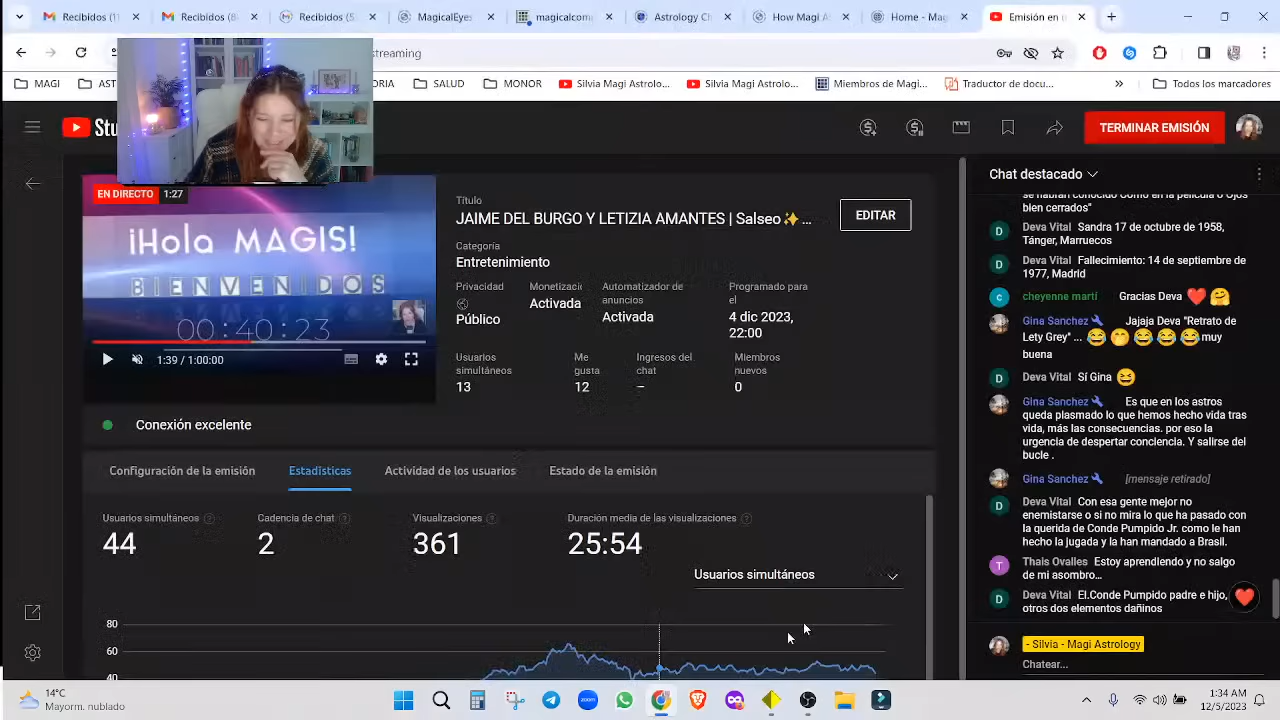 Recibidos (5
Recibidos (8
Recibidos (5
MagicalEyes
magicalcom
Astrology Ch
How Magi A
Home - Mag
Emisión en d
streaming
MAGI
AST
ORIA
SALUD
MONOR
Silvia Magi Astrolo...
Silvia Magi Astrolo...
Miembros de Magi...
Traductor de docu...
Todos los marcadores
Stu
TERMINAR EMISIÓN
EN DIRECTO 1:27
¡Hola MAGIS!
BIENVENIDOS
00:40:23
1:39 / 1:00:00
Título
JAIME DEL BURGO Y LETIZIA AMANTES | Salseo✨...
EDITAR
Categoría
Entretenimiento
Privacidad
Público
Monetizació
Activada
Automatizador de
anuncios
Activada
Programado para
el
4 dic 2023,
22:00
Usuarios
simultáneos
13
Me
gusta
12
Ingresos del
chat
–
Miembros
nuevos
0
Conexión excelente
Configuración de la emisión
Estadísticas
Actividad de los usuarios
Estado de la emisión
Usuarios simultáneos
44
Cadencia de chat
2
Visualizaciones
361
Duración media de las visualizaciones
25:54
Usuarios simultáneos
80
60
40
Chat destacado
se habrán conocido Como en la película o Ojos
bien cerrados"
Deva Vital Sandra 17 de octubre de 1958,
Tánger, Marruecos
Deva Vital Fallecimiento: 14 de septiembre de
1977, Madrid
cheyenne martí Gracias Deva ❤️🤗
Gina Sanchez Jajaja Deva "Retrato de
Lety Grey" ... 😂🤭😂😂😂muy
buena
Deva Vital Sí Gina 😆
Gina Sanchez Es que en los astros
queda plasmado lo que hemos hecho vida tras
vida, más las consecuencias. por eso la
urgencia de despertar conciencia. Y salirse del
bucle .
Gina Sanchez [mensaje retirado]
Deva Vital Con esa gente mejor no
enemistarse o si no mira lo que ha pasado con
la querida de Conde Pumpido Jr. como le han
hecho la jugada y la han mandado a Brasil.
Thais Ovalles Estoy aprendiendo y no salgo
de mi asombro...
Deva Vital El.Conde Pumpido padre e hijo,
otros dos elementos dañinos
- Silvia - Magi Astrology
Chatear...
14°C
Mayorm. nublado
zoom
1:34 AM
12/5/2023